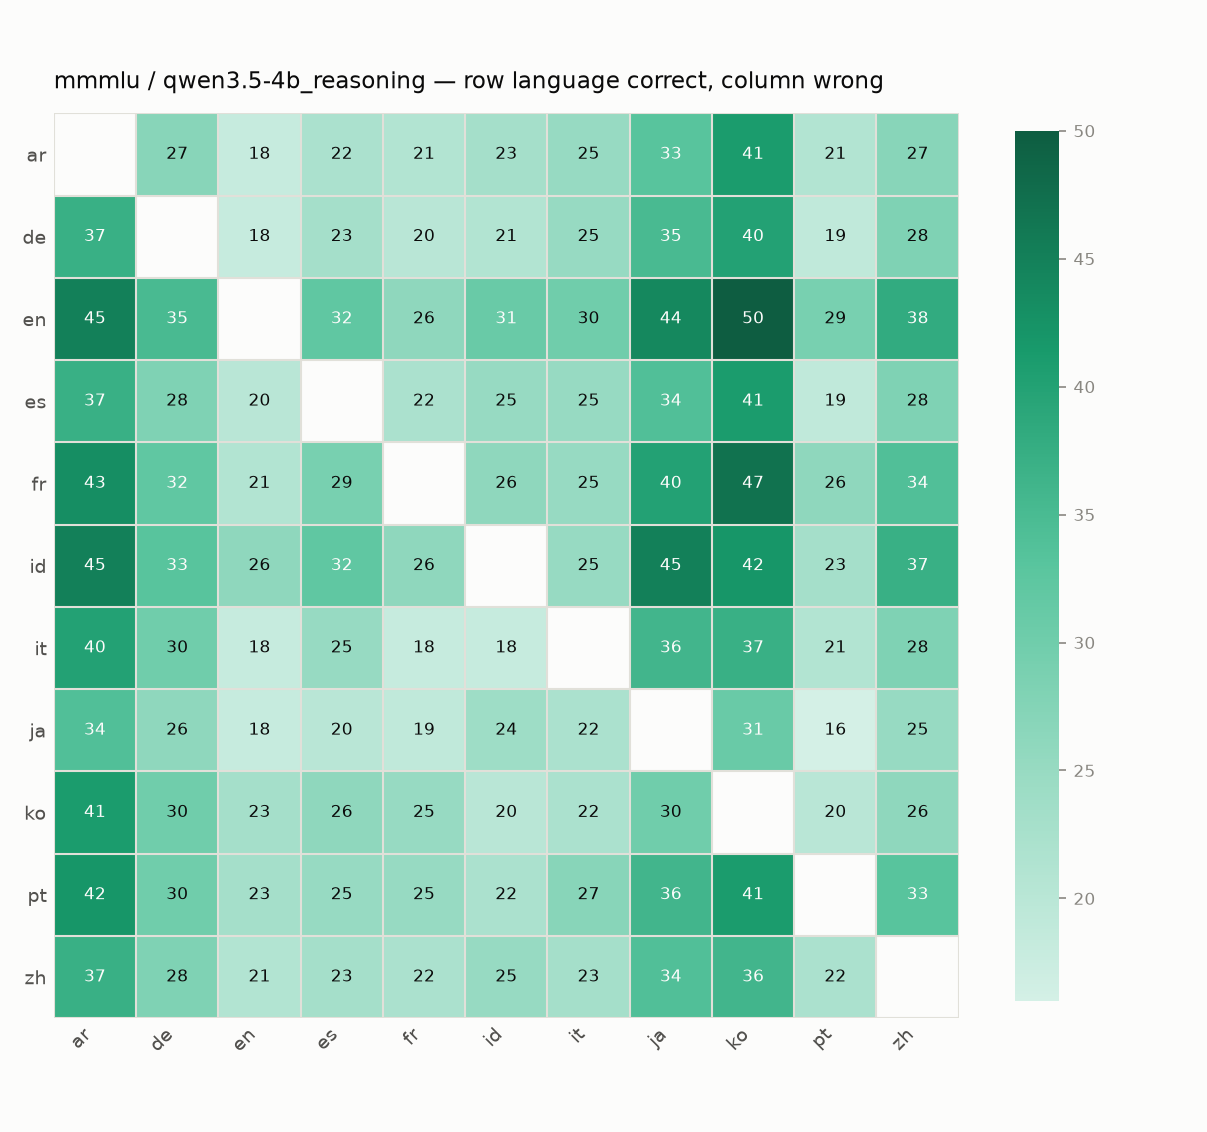 mmmlu / qwen3.5-4b_reasoning — row language correct, column wrong
50
ar 27 18 22 21 23 25 33 41 21 27
de 37 18 23 20 21 25 35 40 19 28
45
en 45 35 32 26 31 30 44 50 29 38
40
es 37 28 20 22 25 25 34 41 19 28
fr 43 32 21 29 26 25 40 47 26 34
35
id 45 33 26 32 26 25 45 42 23 37
30
it 40 30 18 25 18 18 36 37 21 28
ja 34 26 18 20 19 24 22 31 16 25
25
ko 41 30 23 26 25 20 22 30 20 26
pt 42 30 23 25 25 22 27 36 41 33
20
zh 37 28 21 23 22 25 23 34 36 22
ar de en es fr id it ja ko pt zh